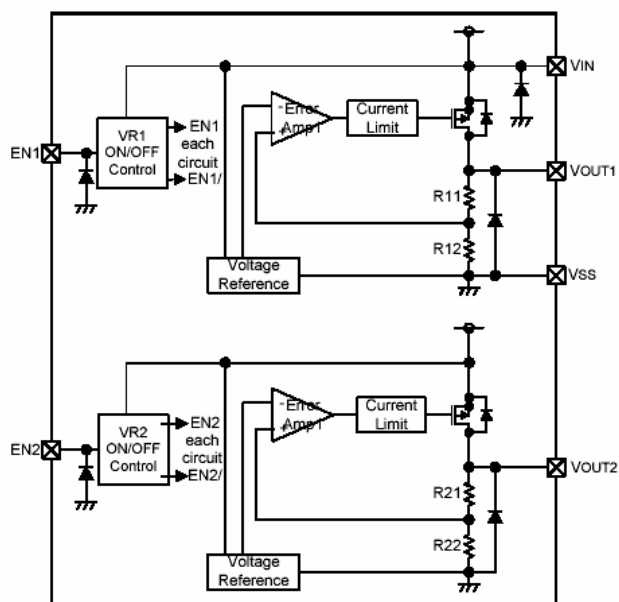 VIN
- Error
+ Amp1
Current
Limit
EN1
VR1
ON/OFF
Control
EN1
each
circuit
EN1/
VOUT1
R11
R12
Voltage
Reference
VSS
- Error
+ Amp1
Current
Limit
EN2
VR2
ON/OFF
Control
EN2
each
circuit
EN2/
VOUT2
R21
R22
Voltage
Reference